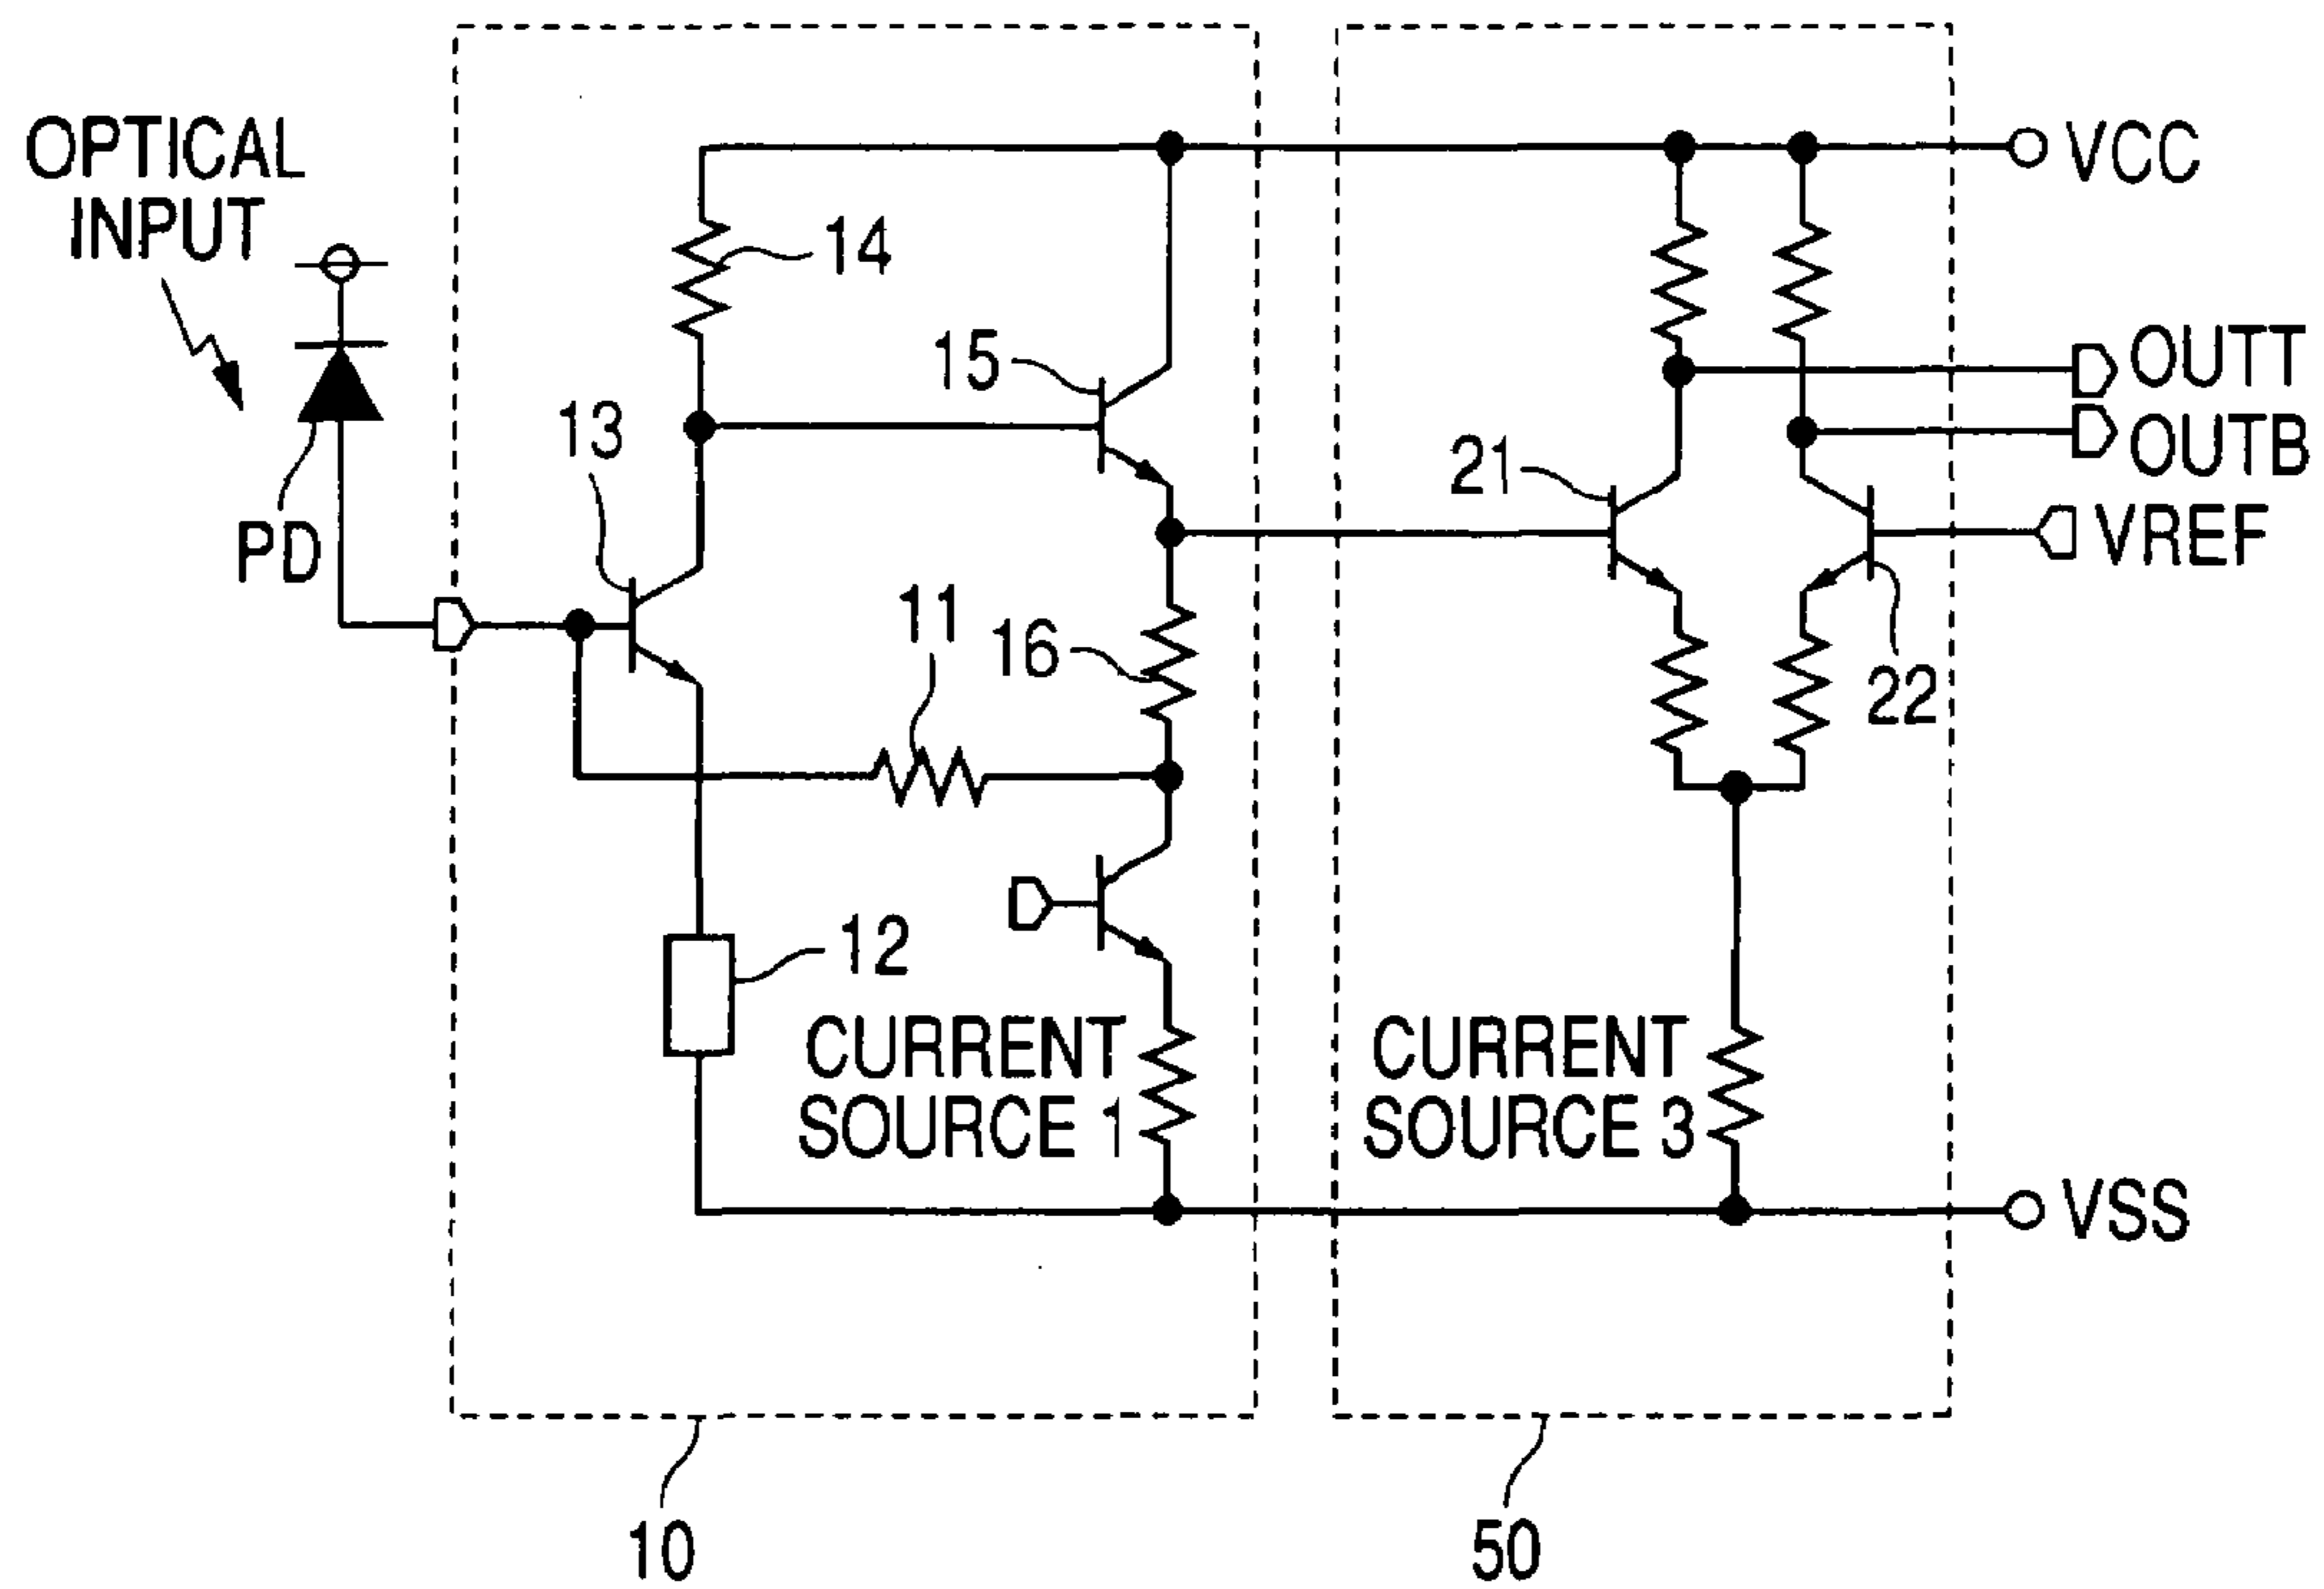 OPTICAL
INPUT
PD
13
14
15
11
16
12
CURRENT
SOURCE 1
21
22
CURRENT
SOURCE 3
VCC
OUTT
OUTB
VREF
VSS
10
50